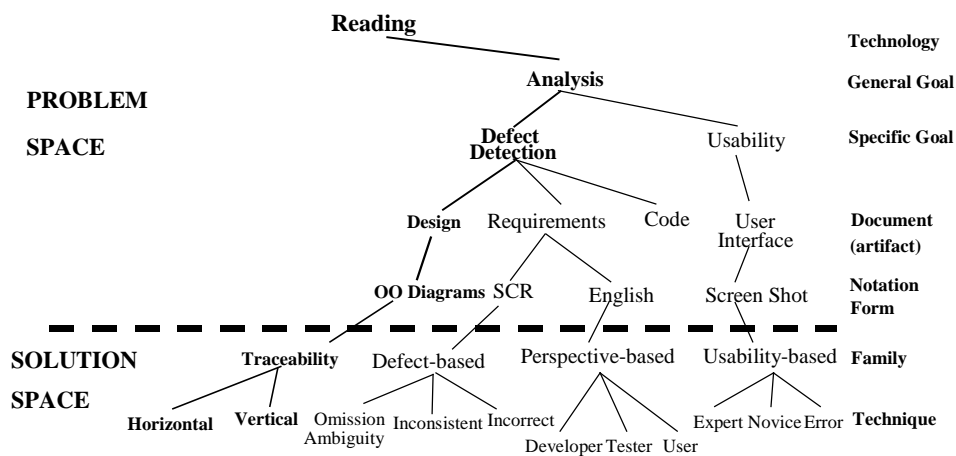 Reading
Technology
Analysis
General Goal
PROBLEM
SPACE
Defect
Detection
Usability
Specific Goal
Design
Requirements
Code
User
Interface
Document
(artifact)
OO Diagrams
SCR
English
Screen Shot
Notation
Form
SOLUTION
SPACE
Traceability
Defect-based
Perspective-based
Usability-based
Family
Horizontal
Vertical
Omission
Ambiguity
Inconsistent
Incorrect
Developer
Tester
User
Expert
Novice
Error
Technique